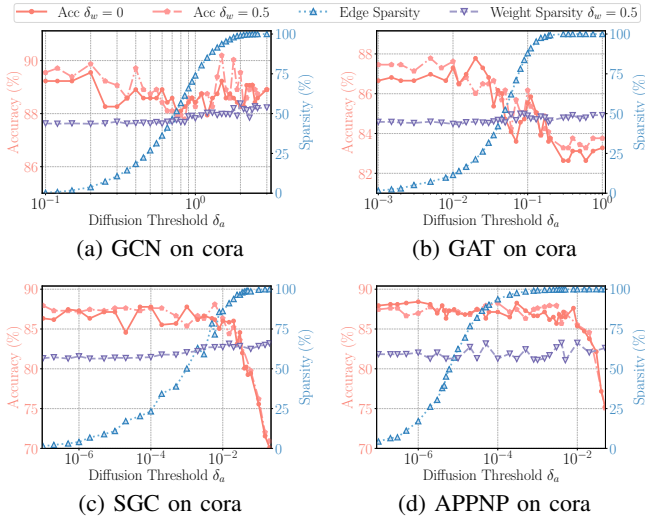 Acc δw = 0 Acc δw = 0.5 Edge Sparsity Weight Sparsity δw = 0.5
Accuracy (%)
90
88
86
100
75
50
25
0
Sparsity (%)
10⁻¹ 10⁰
Diffusion Threshold δa
(a) GCN on cora
Accuracy (%)
88
86
84
82
100
75
50
25
0
Sparsity (%)
10⁻³ 10⁻² 10⁻¹ 10⁰
Diffusion Threshold δa
(b) GAT on cora
Accuracy (%)
90
85
80
75
70
100
75
50
25
0
Sparsity (%)
10⁻⁶ 10⁻⁴ 10⁻²
Diffusion Threshold δa
(c) SGC on cora
Accuracy (%)
90
85
80
75
70
100
75
50
25
0
Sparsity (%)
10⁻⁶ 10⁻⁴ 10⁻²
Diffusion Threshold δa
(d) APPNP on cora